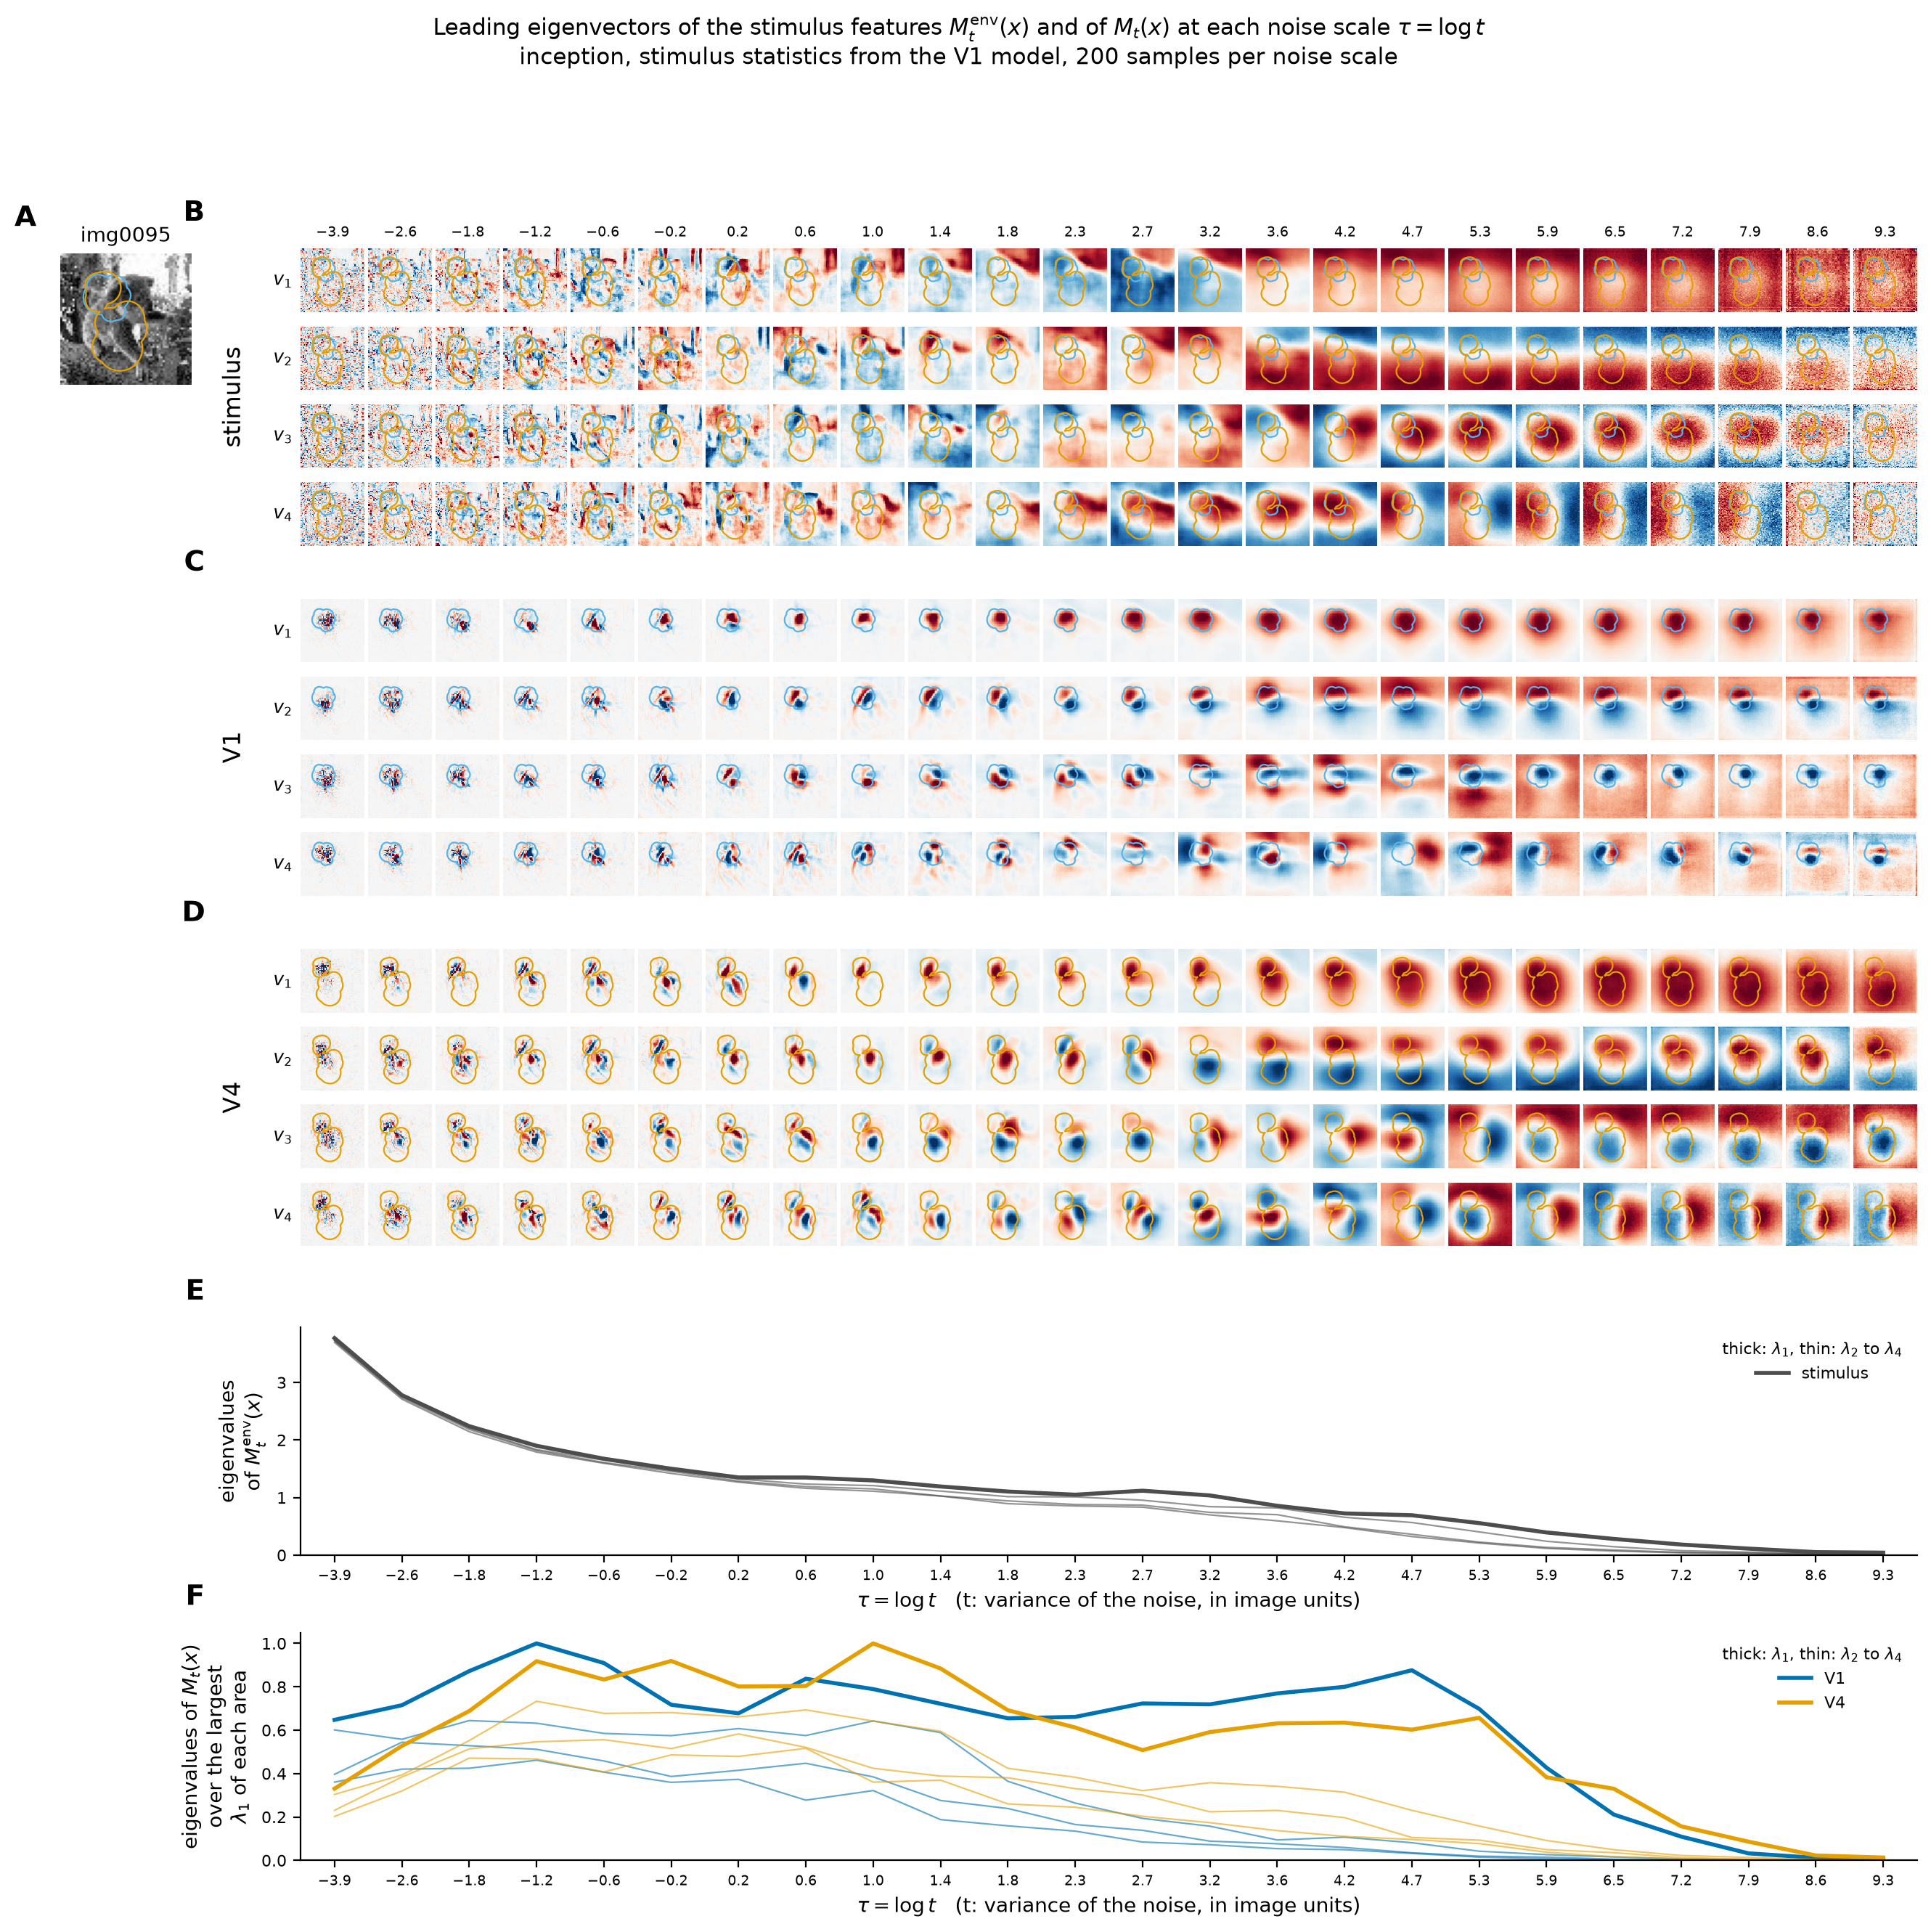 Leading eigenvectors of the stimulus features $M_t^{\mathrm{env}}(x)$ and of $M_t(x)$ at each noise scale $\tau = \log t$
inception, stimulus statistics from the V1 model, 200 samples per noise scale
A
img0095
B
−3.9 −2.6 −1.8 −1.2 −0.6 −0.2 0.2 0.6 1.0 1.4 1.8 2.3 2.7 3.2 3.6 4.2 4.7 5.3 5.9 6.5 7.2 7.9 8.6 9.3
stimulus
$v_1$
$v_2$
$v_3$
$v_4$
C
V1
$v_1$
$v_2$
$v_3$
$v_4$
D
V4
$v_1$
$v_2$
$v_3$
$v_4$
E
eigenvalues
of $M_t^{\mathrm{env}}(x)$
3
2
1
0
thick: $\lambda_1$, thin: $\lambda_2$ to $\lambda_4$
stimulus
−3.9 −2.6 −1.8 −1.2 −0.6 −0.2 0.2 0.6 1.0 1.4 1.8 2.3 2.7 3.2 3.6 4.2 4.7 5.3 5.9 6.5 7.2 7.9 8.6 9.3
$\tau = \log t$ (t: variance of the noise, in image units)
F
eigenvalues of $M_t(x)$
over the largest
$\lambda_1$ of each area
1.0
0.8
0.6
0.4
0.2
0.0
thick: $\lambda_1$, thin: $\lambda_2$ to $\lambda_4$
V1
V4
−3.9 −2.6 −1.8 −1.2 −0.6 −0.2 0.2 0.6 1.0 1.4 1.8 2.3 2.7 3.2 3.6 4.2 4.7 5.3 5.9 6.5 7.2 7.9 8.6 9.3
$\tau = \log t$ (t: variance of the noise, in image units)